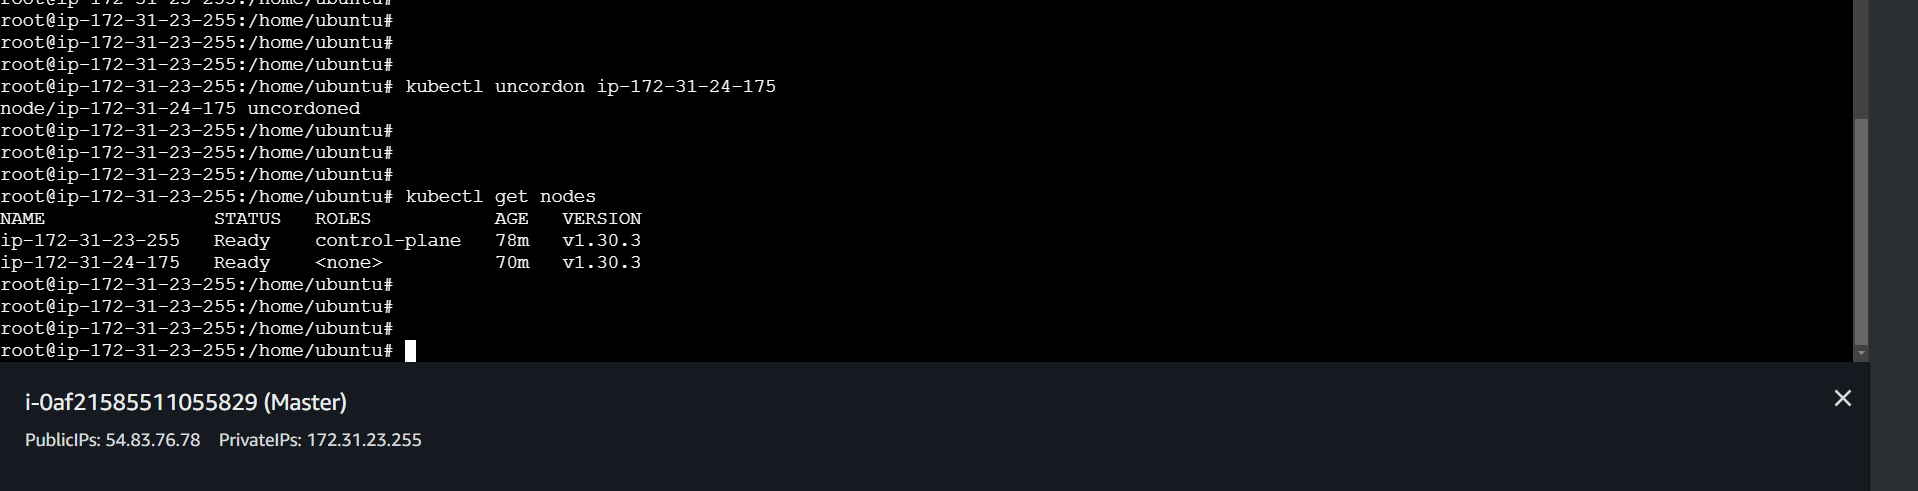 root@ip-172-31-23-255:/home/ubuntu#
root@ip-172-31-23-255:/home/ubuntu#
root@ip-172-31-23-255:/home/ubuntu#
root@ip-172-31-23-255:/home/ubuntu#
root@ip-172-31-23-255:/home/ubuntu# kubectl uncordon ip-172-31-24-175
node/ip-172-31-24-175 uncordoned
root@ip-172-31-23-255:/home/ubuntu#
root@ip-172-31-23-255:/home/ubuntu#
root@ip-172-31-23-255:/home/ubuntu#
root@ip-172-31-23-255:/home/ubuntu# kubectl get nodes
NAME               STATUS   ROLES           AGE   VERSION
ip-172-31-23-255   Ready    control-plane   78m   v1.30.3
ip-172-31-24-175   Ready    <none>          70m   v1.30.3
root@ip-172-31-23-255:/home/ubuntu#
root@ip-172-31-23-255:/home/ubuntu#
root@ip-172-31-23-255:/home/ubuntu#
root@ip-172-31-23-255:/home/ubuntu#
i-0af21585511055829 (Master)
PublicIPs: 54.83.76.78 PrivateIPs: 172.31.23.255